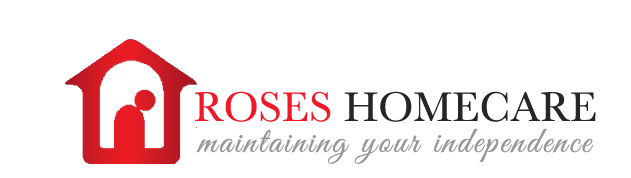 ROSES HOMECARE
maintaining your independence